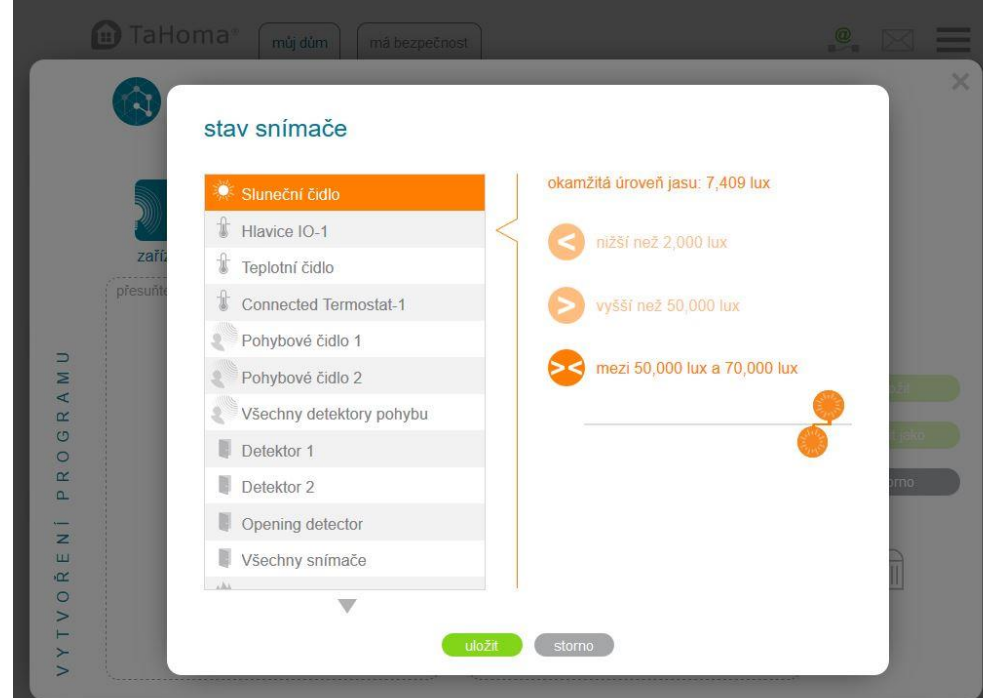 TaHoma®
můj dům
má bezpečnost
stav snímače
Sluneční čidlo
Hlavice IO-1
Teplotní čidlo
Connected Termostat-1
Pohybové čidlo 1
Pohybové čidlo 2
Všechny detektory pohybu
Detektor 1
Detektor 2
Opening detector
Všechny snímače
okamžitá úroveň jasu: 7,409 lux
nižší než 2,000 lux
vyšší než 50,000 lux
mezi 50,000 lux a 70,000 lux
uložit
storno
přesuňte
VYTVOŘENÍ PROGRAMU